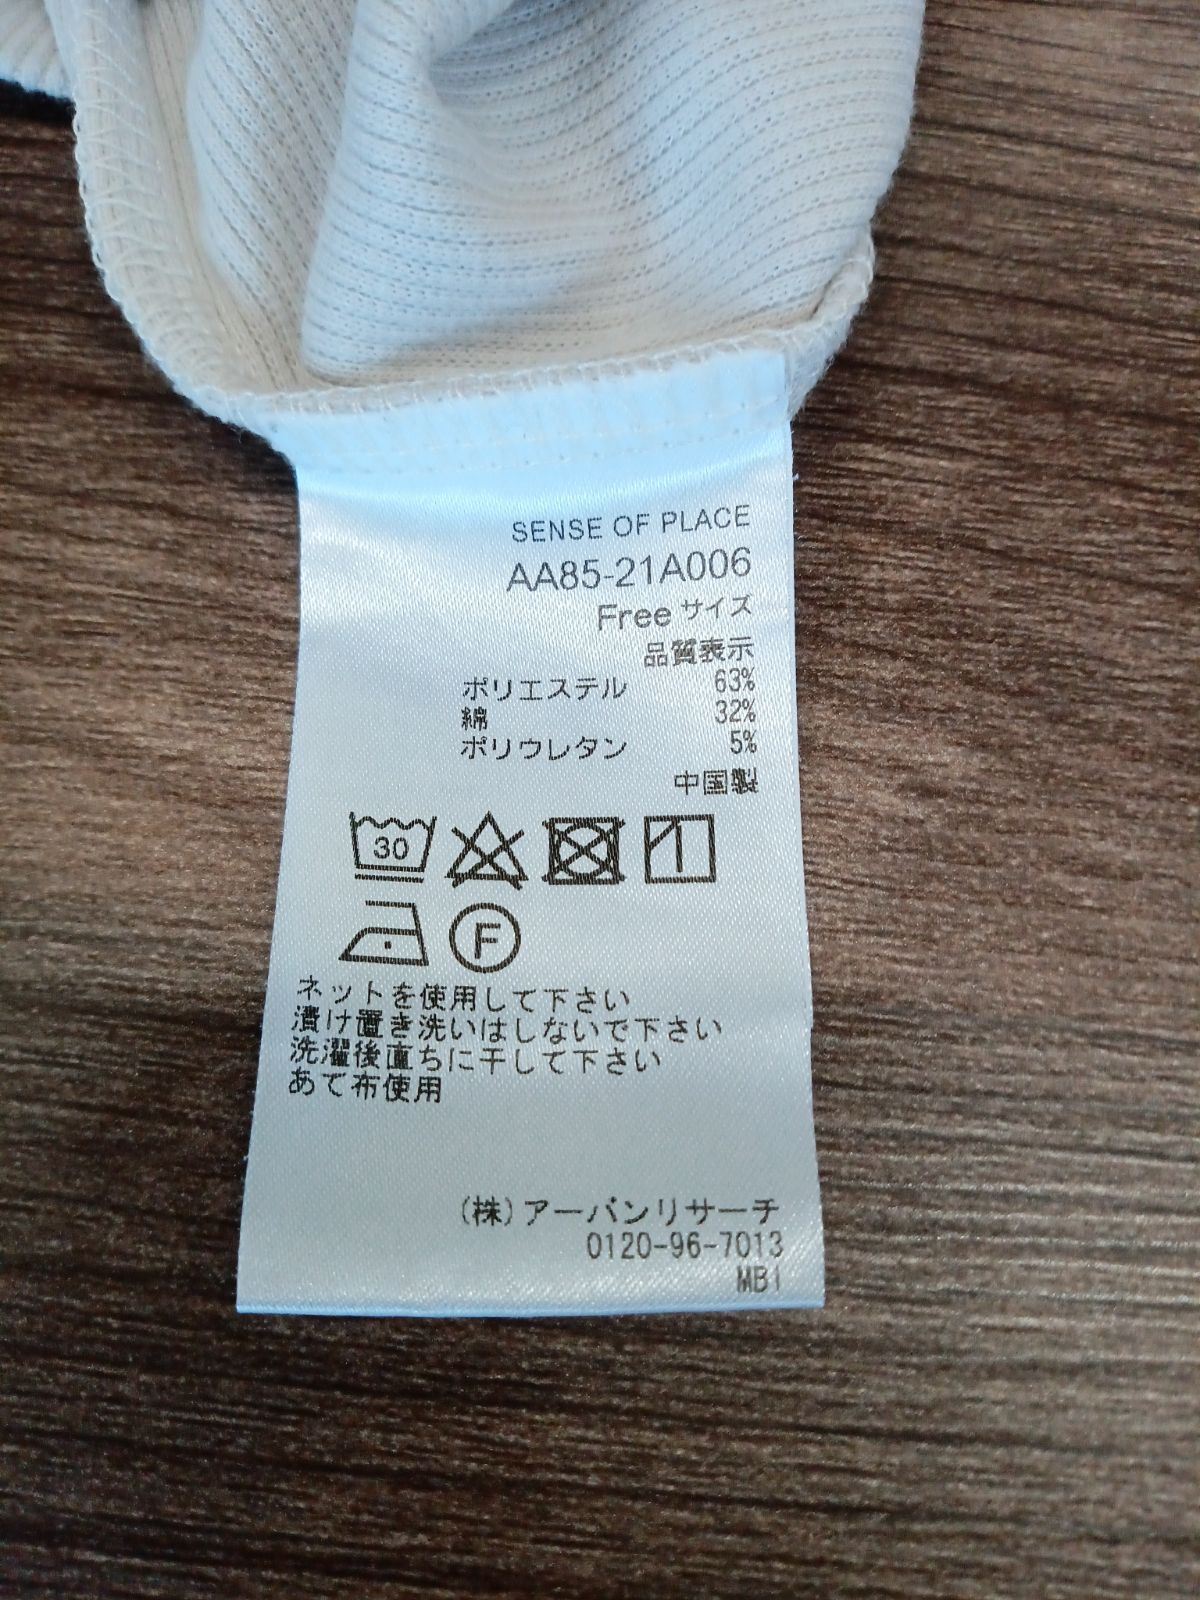 SENSE OF PLACE
AA85-21A006
Free サイズ
品質表示
ポリエステル 63%
綿 32%
ポリウレタン 5%
中国製
30
F
ネットを使用して下さい
漬け置き洗いはしないで下さい
洗濯後直ちに干して下さい
あて布使用
(株)アーバンリサーチ
0120-96-7013
MB1